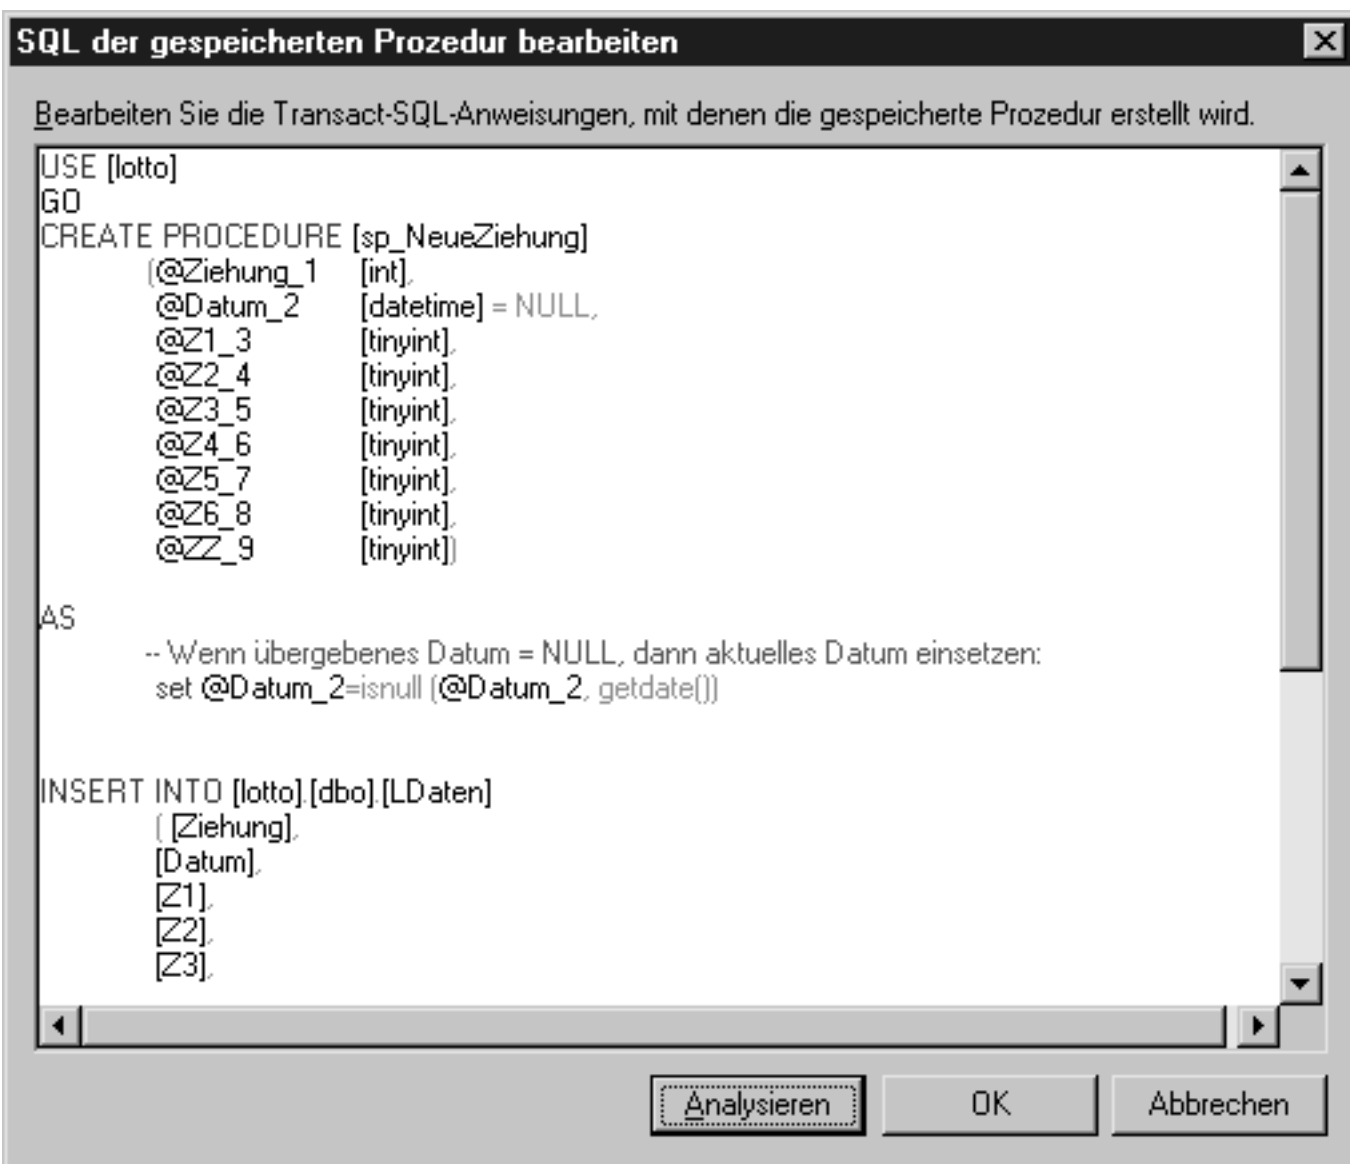 SQL der gespeicherten Prozedur bearbeiten
Bearbeiten Sie die Transact-SQL-Anweisungen, mit denen die gespeicherte Prozedur erstellt wird.
USE [lotto]
GO
CREATE PROCEDURE [sp_NeueZiehung]
(@Ziehung_1 [int],
@Datum_2 [datetime] = NULL,
@Z1_3 [tinyint],
@Z2_4 [tinyint],
@Z3_5 [tinyint],
@Z4_6 [tinyint],
@Z5_7 [tinyint],
@Z6_8 [tinyint],
@ZZ_9 [tinyint])
AS
-- Wenn übergebenes Datum = NULL, dann aktuelles Datum einsetzen:
set @Datum_2=isnull (@Datum_2, getdate())
INSERT INTO [lotto].[dbo].[LDaten]
( [Ziehung],
[Datum],
[Z1],
[Z2],
[Z3],
Analysieren OK Abbrechen